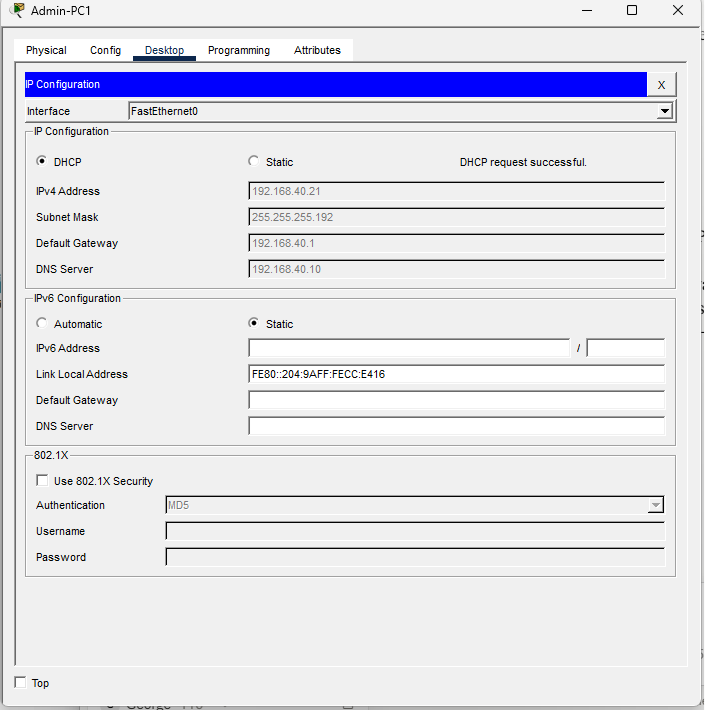 Admin-PC1
Physical Config Desktop Programming Attributes
IP Configuration X
Interface FastEthernet0
IP Configuration
DHCP Static DHCP request successful.
IPv4 Address 192.168.40.21
Subnet Mask 255.255.255.192
Default Gateway 192.168.40.1
DNS Server 192.168.40.10
IPv6 Configuration
Automatic Static
IPv6 Address /
Link Local Address FE80::204:9AFF:FECC:E416
Default Gateway
DNS Server
802.1X
Use 802.1X Security
Authentication MD5
Username
Password
Top